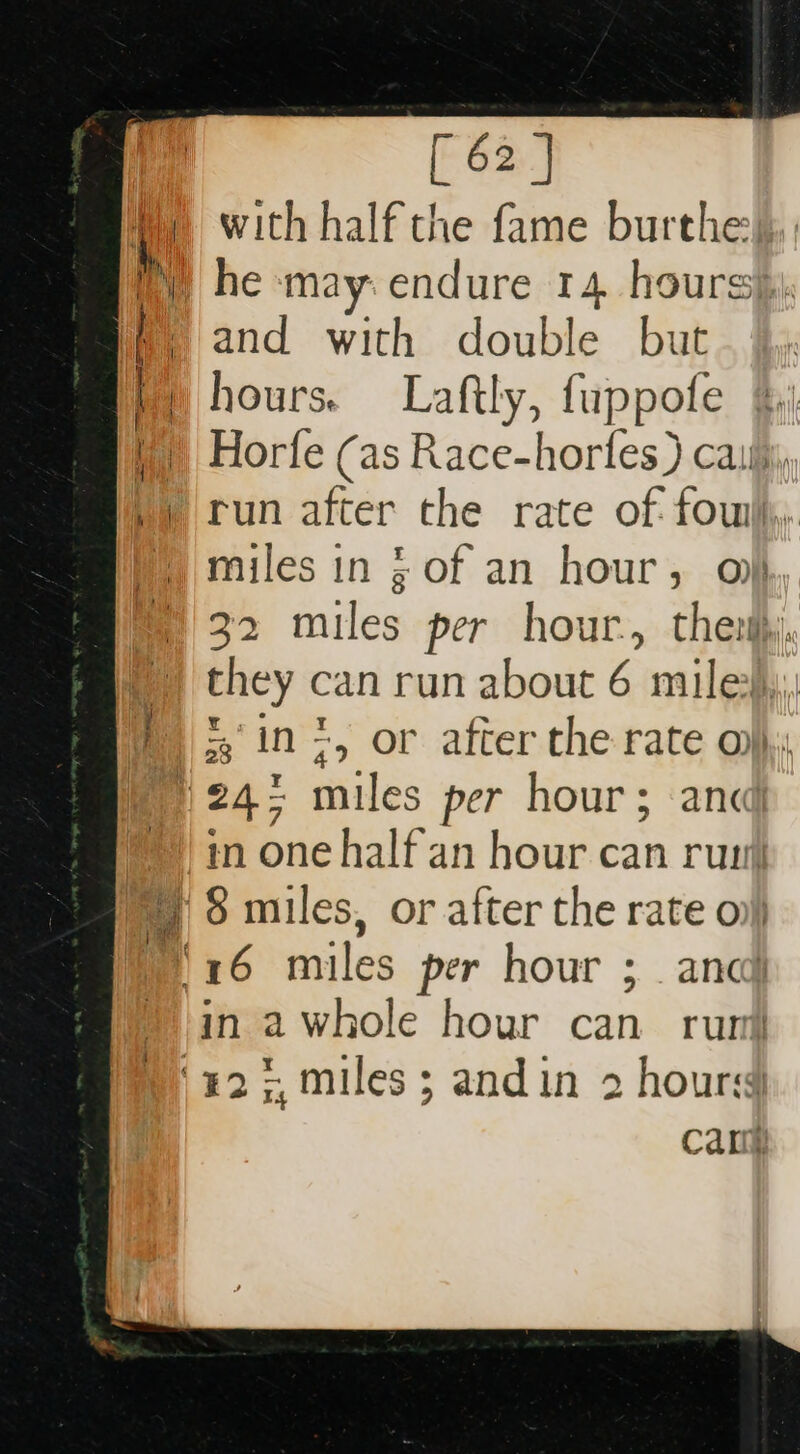 [ 62 ]
with half the ſame burthe
he may endure 14 hours
and with double but
hours. Laſtly, ſuppoſe
Horſe (as Race-horſes) ca
run after the rate of fou
miles in ⅛ of an hour, o
32 miles per hour, the
they can run about 6 mile
in ¼, or after the rate o
24 miles per hour; and
in one half an hour can ru
8 miles, or after the rate o
16 miles per hour; and
in a whole hour can ru
12 miles; and in 2 hours
can